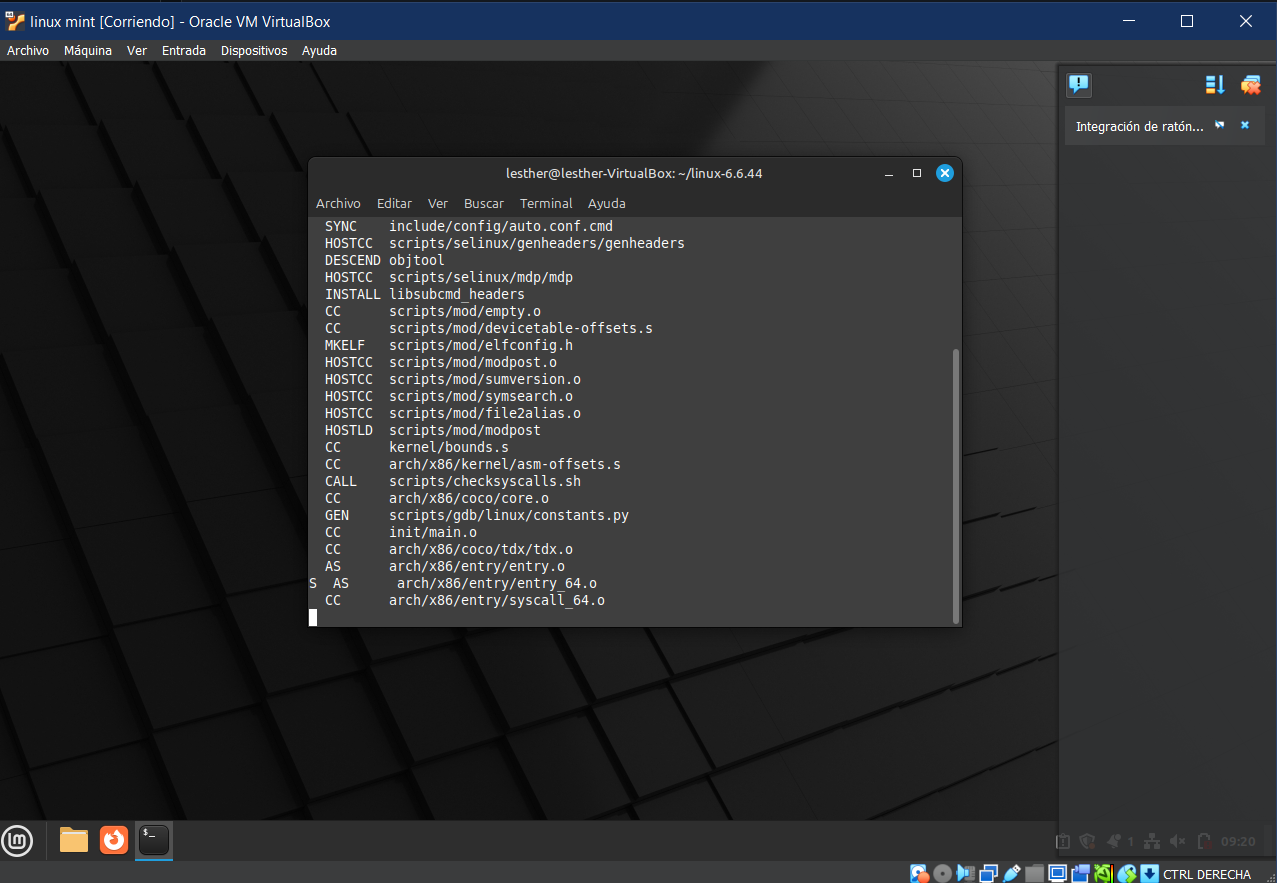 linux mint [Corriendo] - Oracle VM VirtualBox
Archivo Máquina Ver Entrada Dispositivos Ayuda
Integración de ratón...
lesther@lesther-VirtualBox: ~/linux-6.6.44
Archivo Editar Ver Buscar Terminal Ayuda
SYNC include/config/auto.conf.cmd
HOSTCC scripts/selinux/genheaders/genheaders
DESCEND objtool
HOSTCC scripts/selinux/mdp/mdp
INSTALL libsubcmd_headers
CC scripts/mod/empty.o
CC scripts/mod/devicetable-offsets.s
MKELF scripts/mod/elfconfig.h
HOSTCC scripts/mod/modpost.o
HOSTCC scripts/mod/sumversion.o
HOSTCC scripts/mod/symsearch.o
HOSTCC scripts/mod/file2alias.o
HOSTLD scripts/mod/modpost
CC kernel/bounds.s
CC arch/x86/kernel/asm-offsets.s
CALL scripts/checksyscalls.sh
CC arch/x86/coco/core.o
GEN scripts/gdb/linux/constants.py
CC init/main.o
CC arch/x86/coco/tdx/tdx.o
AS arch/x86/entry/entry.o
S AS arch/x86/entry/entry_64.o
CC arch/x86/entry/syscall_64.o
$_
1 09:20
CTRL DERECHA